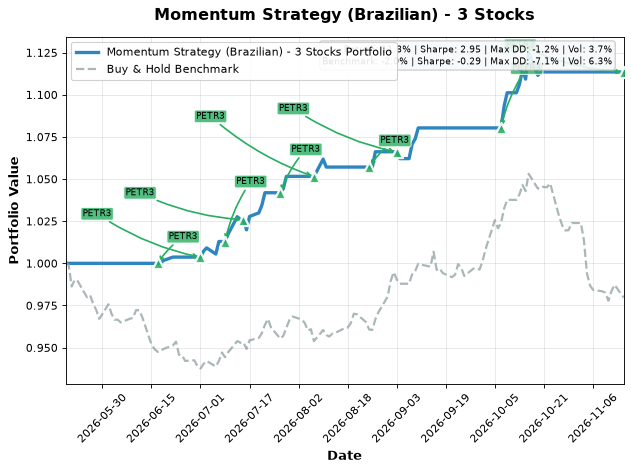 Momentum Strategy (Brazilian) - 3 Stocks
Momentum Strategy (Brazilian) - 3 Stocks Portfolio
Buy & Hold Benchmark
3% | Sharpe: 2.95 | Max DD: -1.2% | Vol: 3.7%
| Sharpe: -0.29 | Max DD: -7.1% | Vol: 6.3%
PETR3
PETR3
PETR3
PETR3
PETR3
PETR3
PETR3
PETR3
PETR3
Portfolio Value
1.125
1.100
1.075
1.050
1.025
1.000
0.975
0.950
2026-05-30
2026-06-15
2026-07-01
2026-07-17
2026-08-02
2026-08-18
2026-09-03
2026-09-19
2026-10-05
2026-10-21
2026-11-06
Date